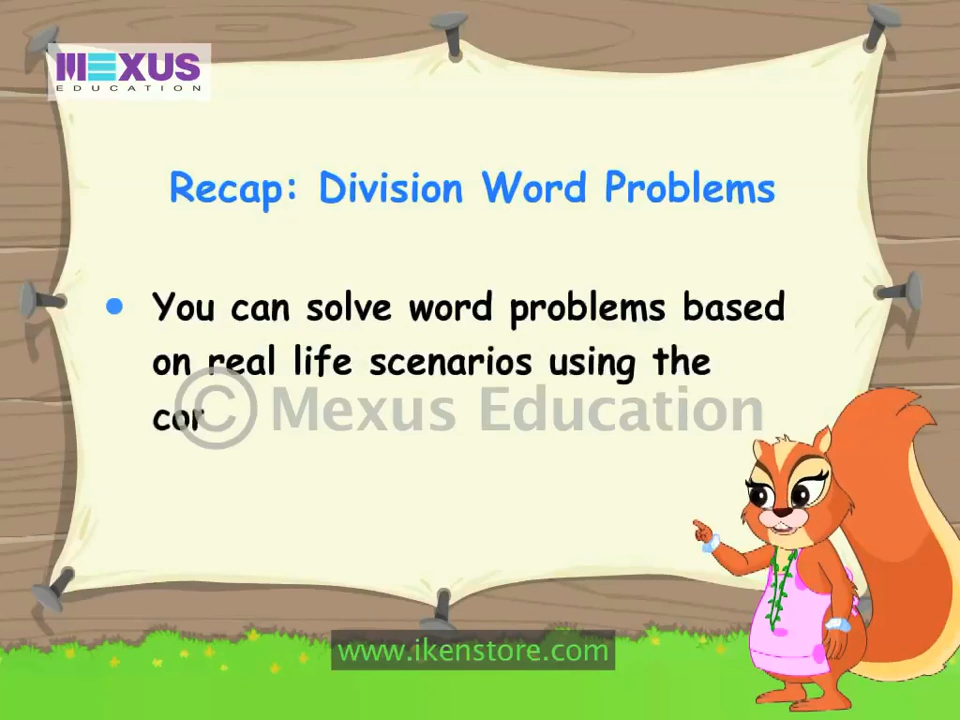 MEXUS
EDUCATION
Recap: Division Word Problems
• You can solve word problems based
on real life scenarios using the
cor
© Mexus Education
www.ikenstore.com